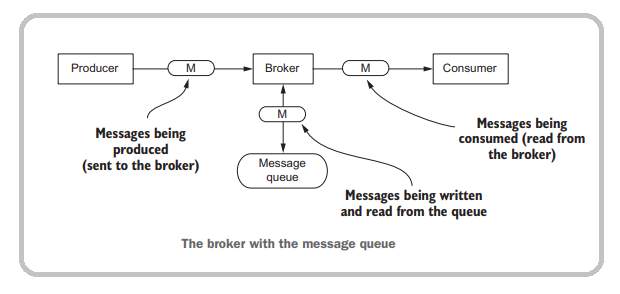 Producer
M
Broker
M
Consumer
M
Message
queue
Messages being
produced
(sent to the broker)
Messages being
consumed (read from
the broker)
Messages being written
and read from the queue
The broker with the message queue